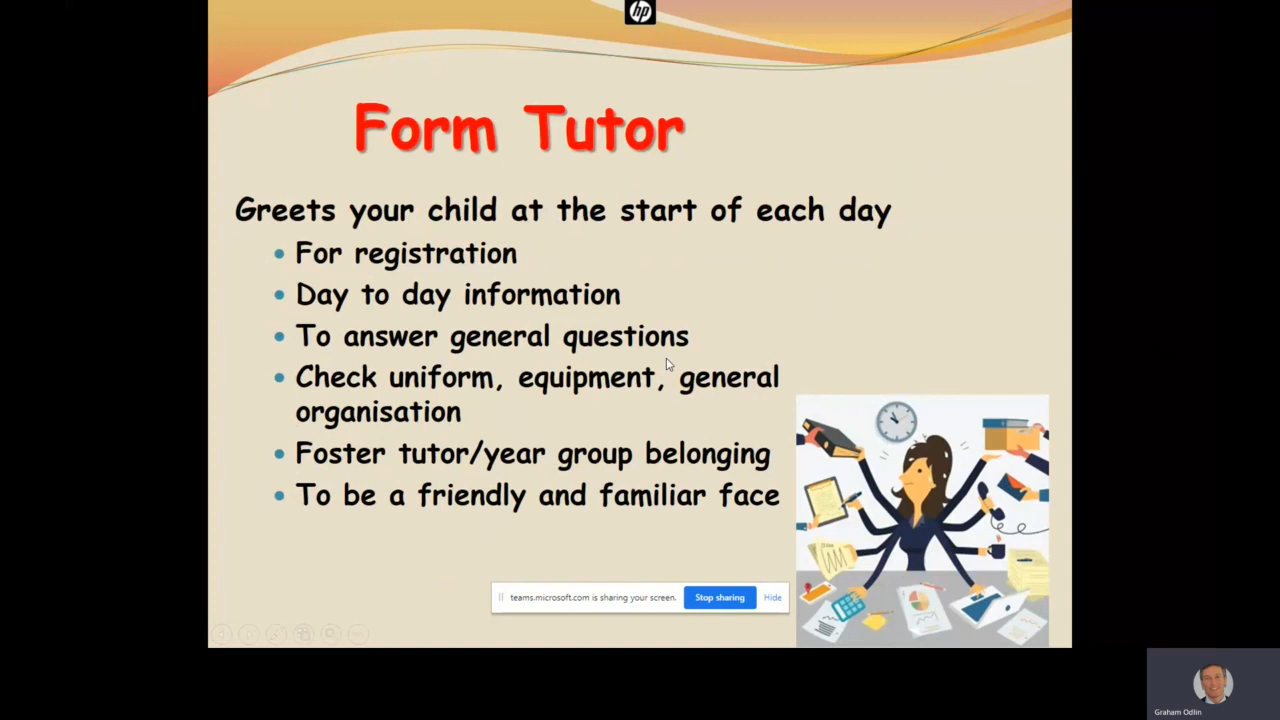 hp
Form Tutor
Greets your child at the start of each day
• For registration
• Day to day information
• To answer general questions
• Check uniform, equipment, general
organisation
• Foster tutor/year group belonging
• To be a friendly and familiar face
teams.microsoft.com is sharing your screen.
Stop sharing
Hide
Graham Odlin